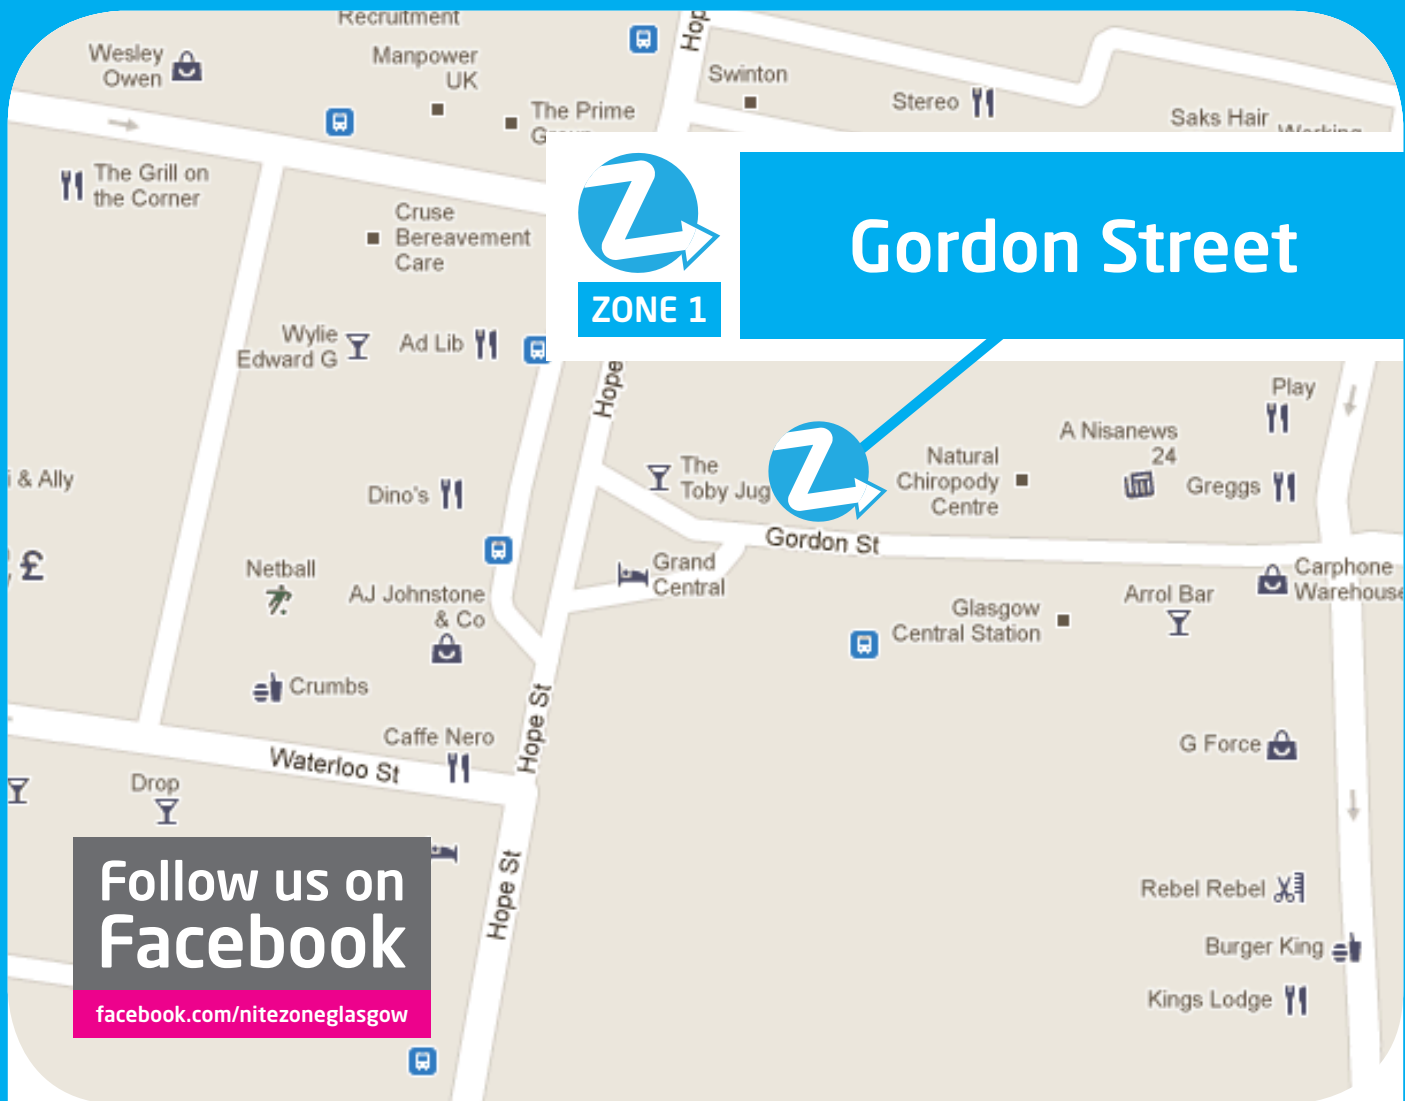 Recruitment
Wesley
Owen
Manpower
UK
The Prime
Swinton
Stereo
Saks Hair
Working
The Grill on
the Corner
Cruse
Bereavement
Care
ZONE 1
Gordon Street
Wylie
Edward G
Ad Lib
Hope
Play
A Nisanews
24
Natural
Chiropody
Centre
Greggs
The
Toby Jug
& Ally
Dino's
Gordon St
£
Netball
Grand
Central
AJ Johnstone
& Co
Carphone
Warehouse
Arrol Bar
Glasgow
Central Station
Crumbs
Hope St
Caffe Nero
Waterloo St
G Force
Drop
Follow us on
Facebook
facebook.com/nitezoneglasgow
Hope St
Rebel Rebel
Burger King
Kings Lodge